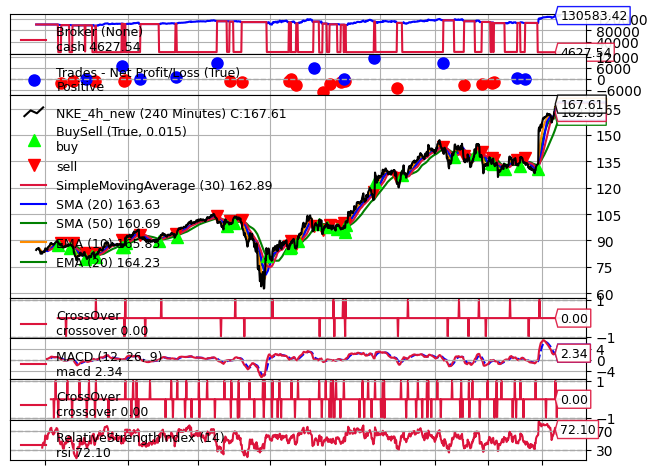 Broker (None)
cash 4627.54
130583.42
80000
40000
4627.54
Trades - Net Profit/Loss (True)
Positive
12000
6000
0
−6000
NKE_4h_new (240 Minutes) C:167.61
BuySell (True, 0.015)
buy
sell
SimpleMovingAverage (30) 162.89
SMA (20) 163.63
SMA (50) 160.69
EMA (10) 165.83
EMA (20) 164.23
167.61
162.89
165
150
135
120
105
90
75
60
CrossOver
crossover 0.00
1
0.00
−1
MACD (12, 26, 9)
macd 2.34
4
2.34
0
−4
CrossOver
crossover 0.00
1
0.00
−1
RelativeStrengthIndex (14)
rsi 72.10
72.10
70
30